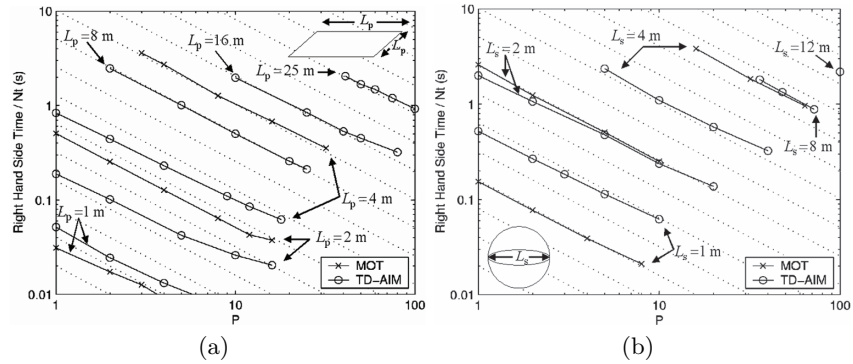 Right Hand Side Time / Nt (s)
10
1
0.1
0.01
1
10
100
P
Lp=8 m
Lp=16 m
Lp=25 m
Lp
Lp
Lp=4 m
Lp=2 m
Lp=1 m
MOT
TD-AIM
(a)
Right Hand Side Time / Nt (s)
10
1
0.1
0.01
1
10
100
P
Ls=2 m
Ls=4 m
Ls=12 m
Ls=8 m
Ls=1 m
Ls
MOT
TD-AIM
(b)